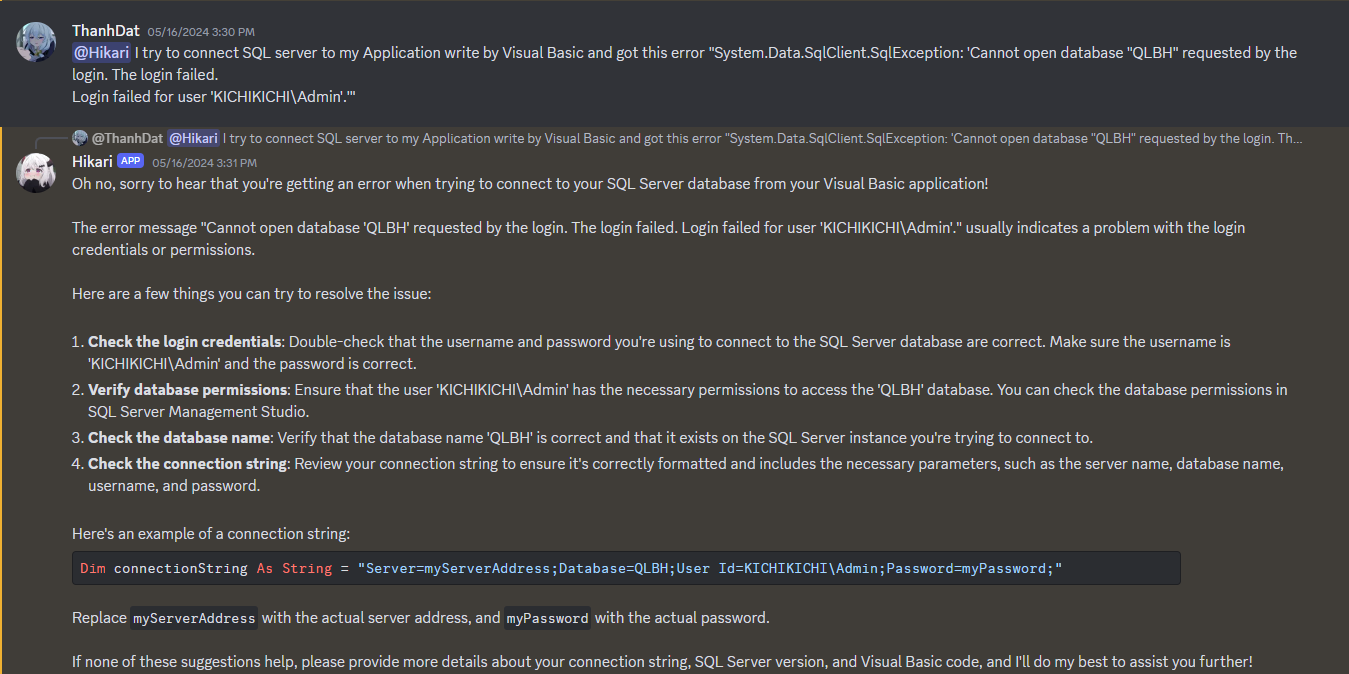 ThanhDat 05/16/2024 3:30 PM
@Hikari I try to connect SQL server to my Application write by Visual Basic and got this error "System.Data.SqlClient.SqlException: 'Cannot open database "QLBH" requested by the
login. The login failed.
Login failed for user 'KICHIKICHI\Admin'.'"
@ThanhDat @Hikari I try to connect SQL server to my Application write by Visual Basic and got this error "System.Data.SqlClient.SqlException: 'Cannot open database "QLBH" requested by the login. Th...
Hikari APP 05/16/2024 3:31 PM
Oh no, sorry to hear that you're getting an error when trying to connect to your SQL Server database from your Visual Basic application!
The error message "Cannot open database 'QLBH' requested by the login. The login failed. Login failed for user 'KICHIKICHI\Admin'." usually indicates a problem with the login
credentials or permissions.
Here are a few things you can try to resolve the issue:
1. Check the login credentials: Double-check that the username and password you're using to connect to the SQL Server database are correct. Make sure the username is
'KICHIKICHI\Admin' and the password is correct.
2. Verify database permissions: Ensure that the user 'KICHIKICHI\Admin' has the necessary permissions to access the 'QLBH' database. You can check the database permissions in
SQL Server Management Studio.
3. Check the database name: Verify that the database name 'QLBH' is correct and that it exists on the SQL Server instance you're trying to connect to.
4. Check the connection string: Review your connection string to ensure it's correctly formatted and includes the necessary parameters, such as the server name, database name,
username, and password.
Here's an example of a connection string:
Dim connectionString As String = "Server=myServerAddress;Database=QLBH;User Id=KICHIKICHI\Admin;Password=myPassword;"
Replace myServerAddress with the actual server address, and myPassword with the actual password.
If none of these suggestions help, please provide more details about your connection string, SQL Server version, and Visual Basic code, and I'll do my best to assist you further!